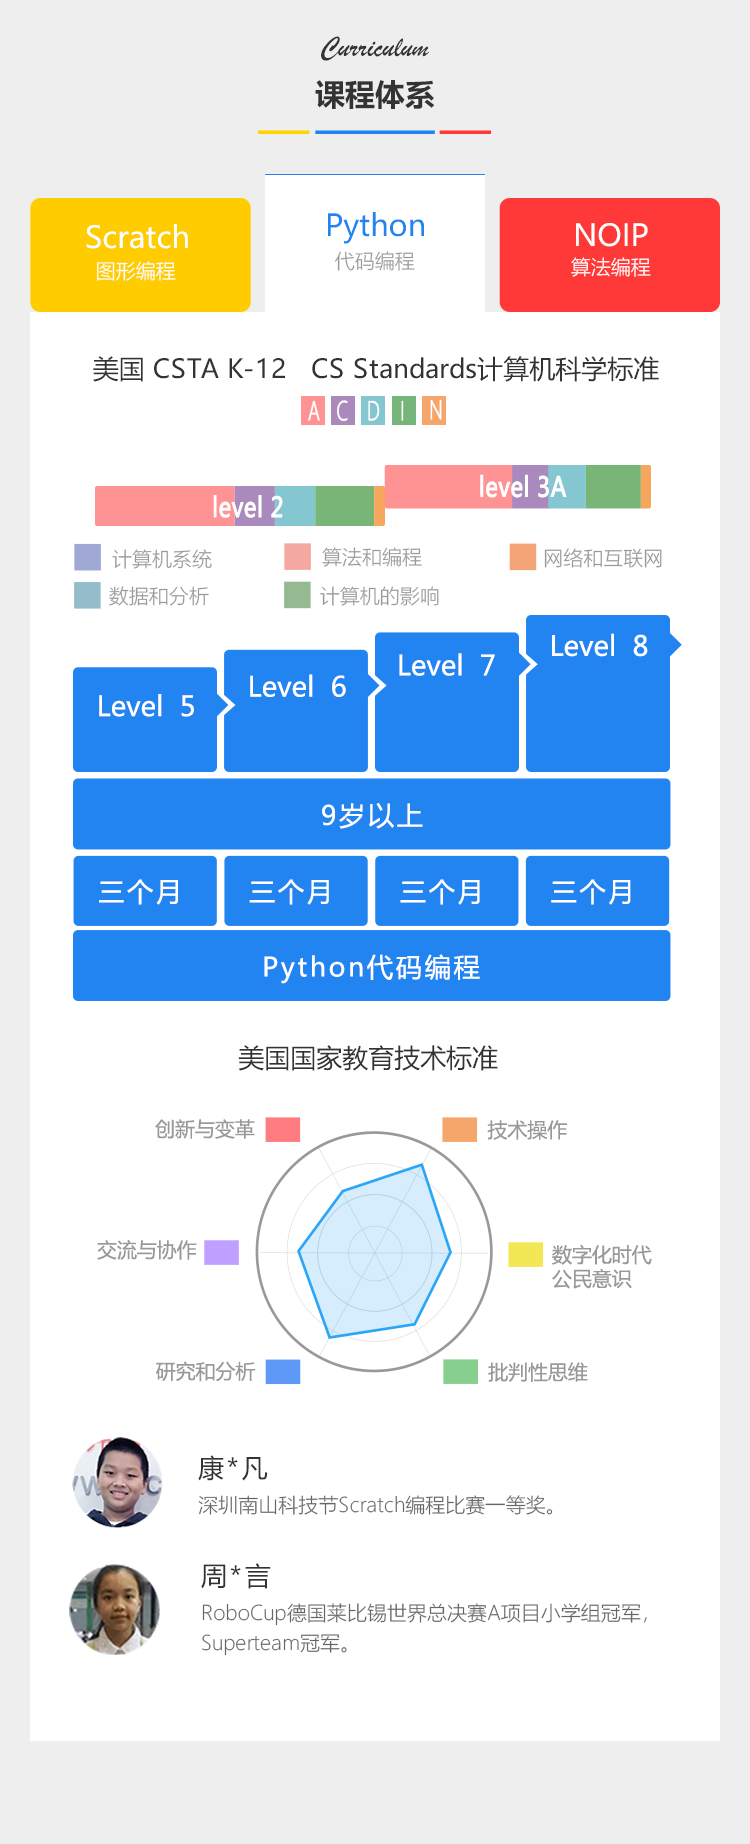 Curriculum
课程体系
Scratch
图形编程
Python
代码编程
NOIP
算法编程
美国 CSTA K-12 CS Standards计算机科学标准
A C D I N
level 2
level 3A
计算机系统
算法和编程
网络和互联网
数据和分析
计算机的影响
Level 5
Level 6
Level 7
Level 8
9岁以上
三个月
三个月
三个月
三个月
Python代码编程
美国国家教育技术标准
创新与变革
技术操作
交流与协作
数字化时代
公民意识
研究和分析
批判性思维
康*凡
深圳南山科技节Scratch编程比赛一等奖。
周*言
RoboCup德国莱比锡世界总决赛A项目小学组冠军，
Superteam冠军。